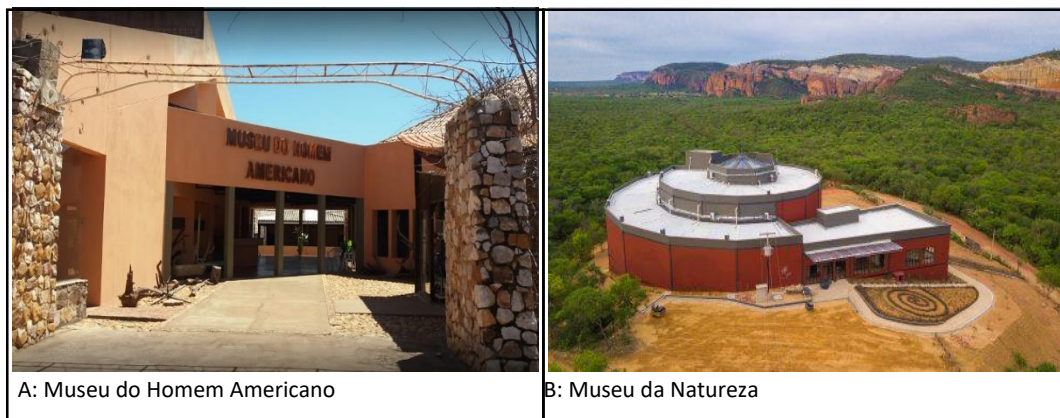 MUSEU DO HOMEM
AMERICANO
A: Museu do Homem Americano
B: Museu da Natureza